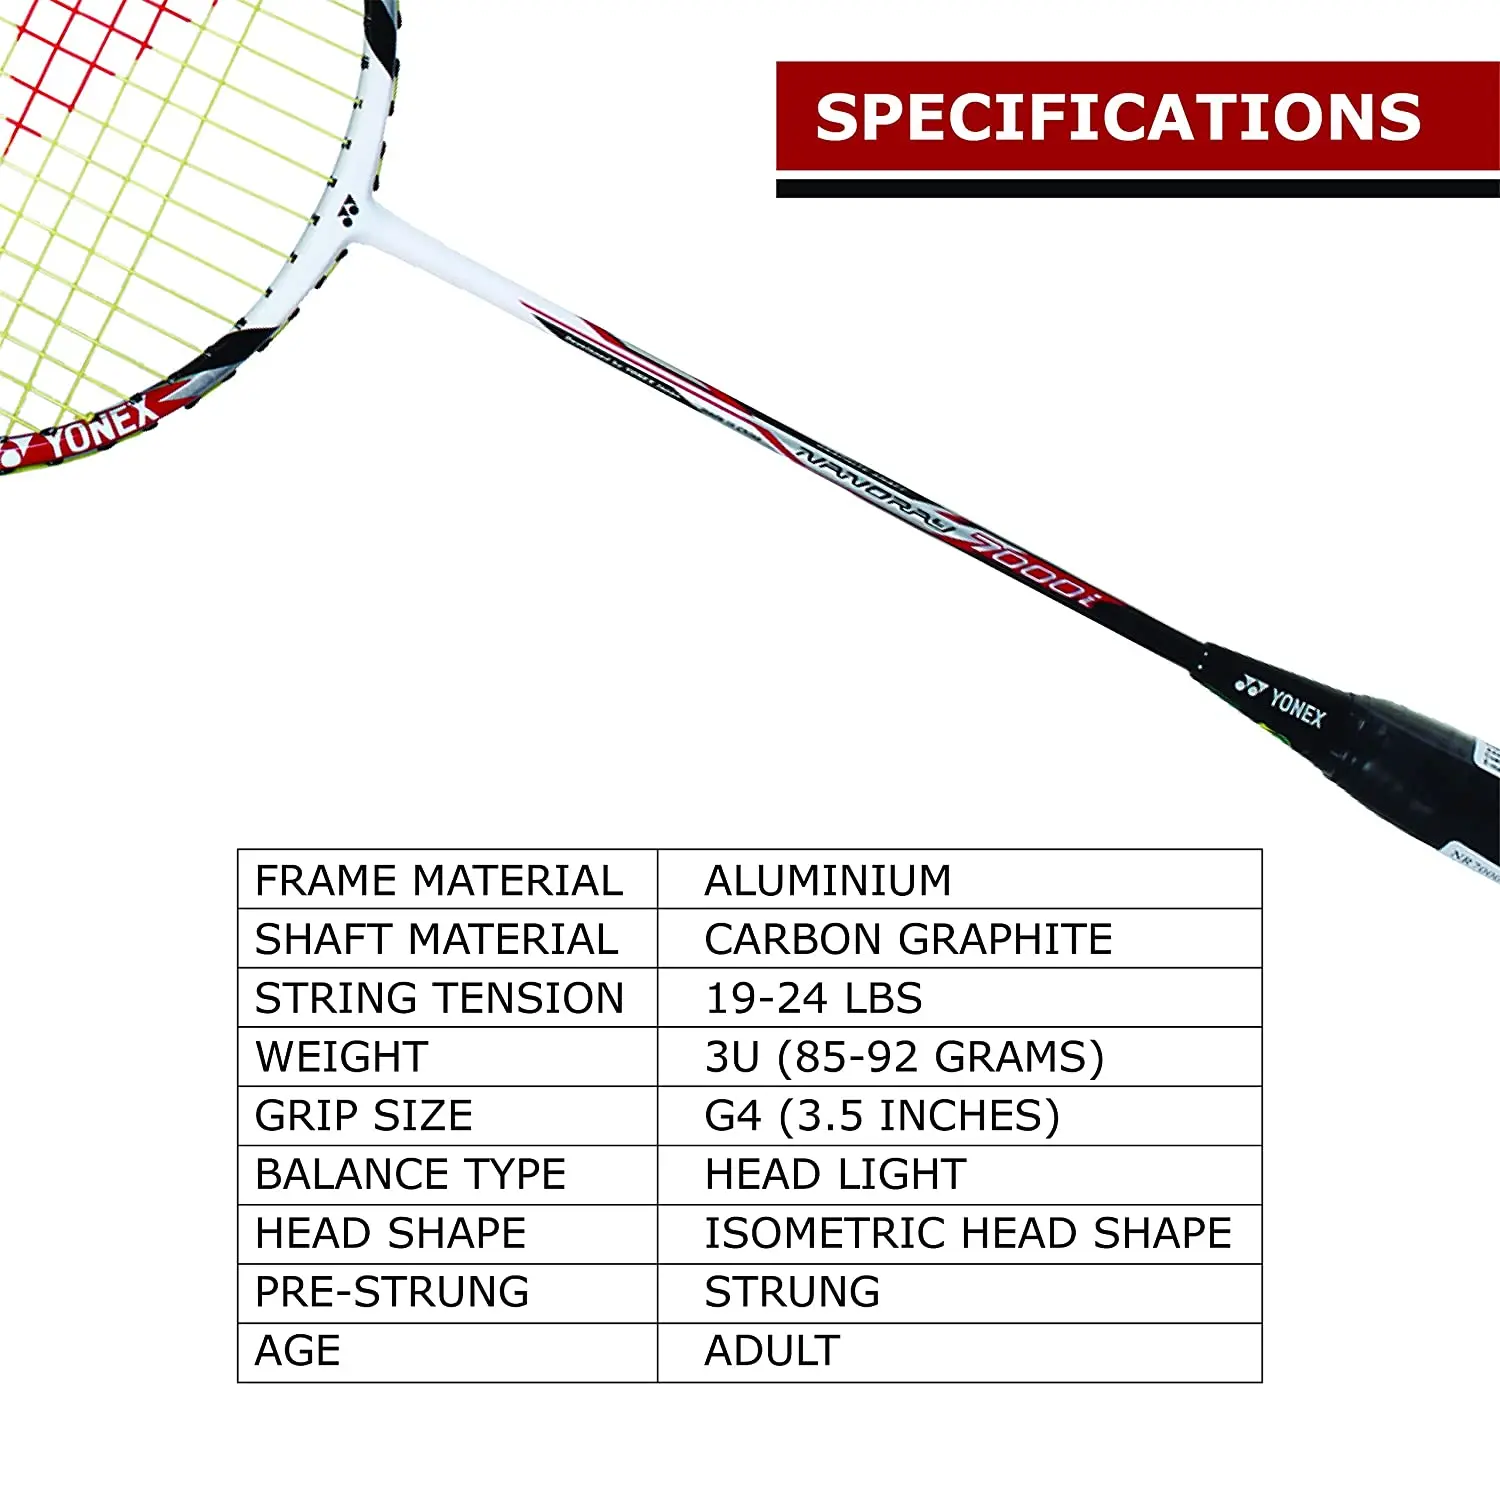 SPECIFICATIONS
YONEX
NANORAY 7000i
YONEX
FRAME MATERIAL ALUMINIUM
SHAFT MATERIAL CARBON GRAPHITE
STRING TENSION 19-24 LBS
WEIGHT 3U (85-92 GRAMS)
GRIP SIZE G4 (3.5 INCHES)
BALANCE TYPE HEAD LIGHT
HEAD SHAPE ISOMETRIC HEAD SHAPE
PRE-STRUNG STRUNG
AGE ADULT